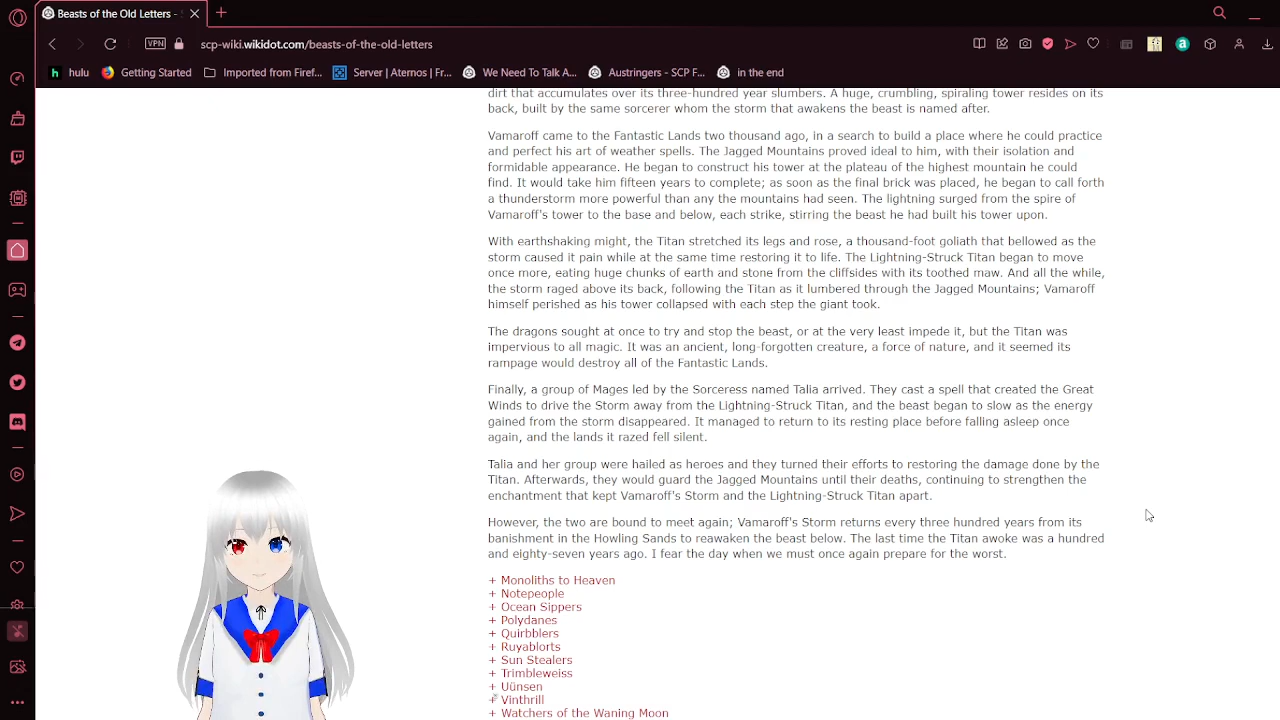 Beasts of the Old Letters
VPN
scp-wiki.wikidot.com/beasts-of-the-old-letters
h hulu
Getting Started
Imported from Firef...
Server | Aternos | Fr...
We Need To Talk A...
Austringers - SCP F...
in the end
dirt that accumulates over its three-hundred year slumbers. A huge, crumbling, spiraling tower resides on its
back, built by the same sorcerer whom the storm that awakens the beast is named after.
Vamaroff came to the Fantastic Lands two thousand ago, in a search to build a place where he could practice
and perfect his art of weather spells. The Jagged Mountains proved ideal to him, with their isolation and
formidable appearance. He began to construct his tower at the plateau of the highest mountain he could
find. It would take him fifteen years to complete; as soon as the final brick was placed, he began to call forth
a thunderstorm more powerful than any the mountains had seen. The lightning surged from the spire of
Vamaroff's tower to the base and below, each strike, stirring the beast he had built his tower upon.
With earthshaking might, the Titan stretched its legs and rose, a thousand-foot goliath that bellowed as the
storm caused it pain while at the same time restoring it to life. The Lightning-Struck Titan began to move
once more, eating huge chunks of earth and stone from the cliffsides with its toothed maw. And all the while,
the storm raged above its back, following the Titan as it lumbered through the Jagged Mountains; Vamaroff
himself perished as his tower collapsed with each step the giant took.
The dragons sought at once to try and stop the beast, or at the very least impede it, but the Titan was
impervious to all magic. It was an ancient, long-forgotten creature, a force of nature, and it seemed its
rampage would destroy all of the Fantastic Lands.
Finally, a group of Mages led by the Sorceress named Talia arrived. They cast a spell that created the Great
Winds to drive the Storm away from the Lightning-Struck Titan, and the beast began to slow as the energy
gained from the storm disappeared. It managed to return to its resting place before falling asleep once
again, and the lands it razed fell silent.
Talia and her group were hailed as heroes and they turned their efforts to restoring the damage done by the
Titan. Afterwards, they would guard the Jagged Mountains until their deaths, continuing to strengthen the
enchantment that kept Vamaroff's Storm and the Lightning-Struck Titan apart.
However, the two are bound to meet again; Vamaroff's Storm returns every three hundred years from its
banishment in the Howling Sands to reawaken the beast below. The last time the Titan awoke was a hundred
and eighty-seven years ago. I fear the day when we must once again prepare for the worst.
+ Monoliths to Heaven
+ Notepeople
+ Ocean Sippers
+ Polydanes
+ Quirbblers
+ Ruyablorts
+ Sun Stealers
+ Trimbleweiss
+ Uünsen
+ Vinthrill
+ Watchers of the Waning Moon